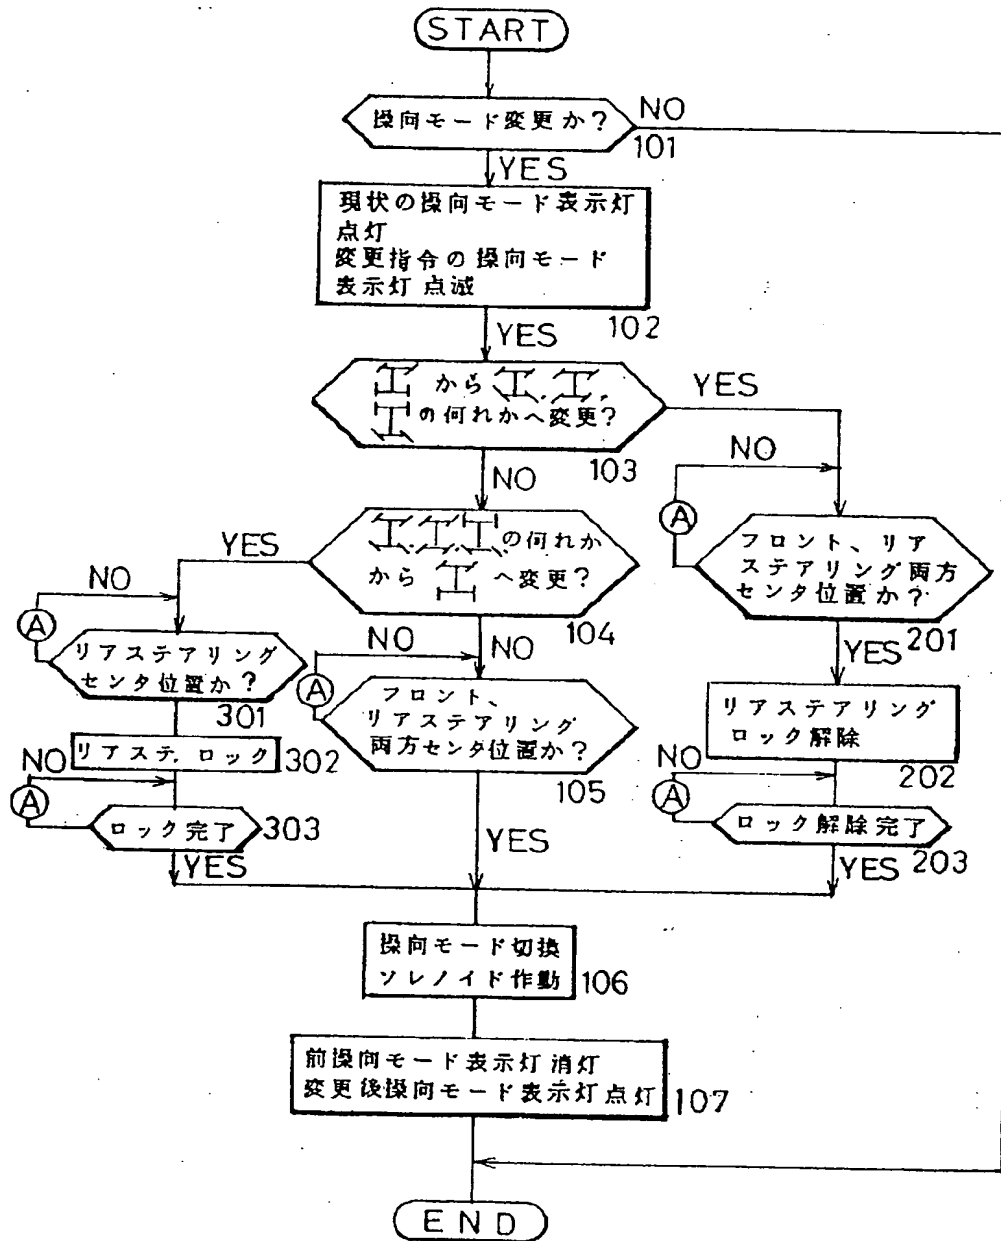 START
操向モード変更か?
NO
101
YES
現状の操向モード表示灯
点灯
変更指令の操向モード
表示灯点滅
102
YES
から
の何れかへ変更?
YES
103
NO
NO
A
の何れか
から へ変更?
YES
104
NO
フロント、リア
ステアリング両方
センタ位置か?
201
YES
NO
A
リアステアリング
センタ位置か?
301
NO
A
フロント、
リアステアリング
両方センタ位置か?
105
リアステアリング
ロック解除
202
リアステ. ロック
302
NO
A
ロック完了
303
YES
YES
NO
A
ロック解除完了
203
YES
操向モード切換
ソレノイド作動
106
前操向モード表示灯消灯
変更後操向モード表示灯点灯
107
END